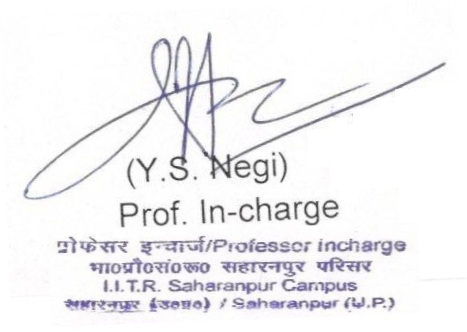 (Y.S. Negi)
Prof. In-charge
प्रोफेसर इन्चार्ज/Professor incharge
भा०प्रौ०सं०रू० सहारनपुर परिसर
I.I.T.R. Saharanpur Campus
सहारनपुर (उ०प्र०) / Saharanpur (U.P.)